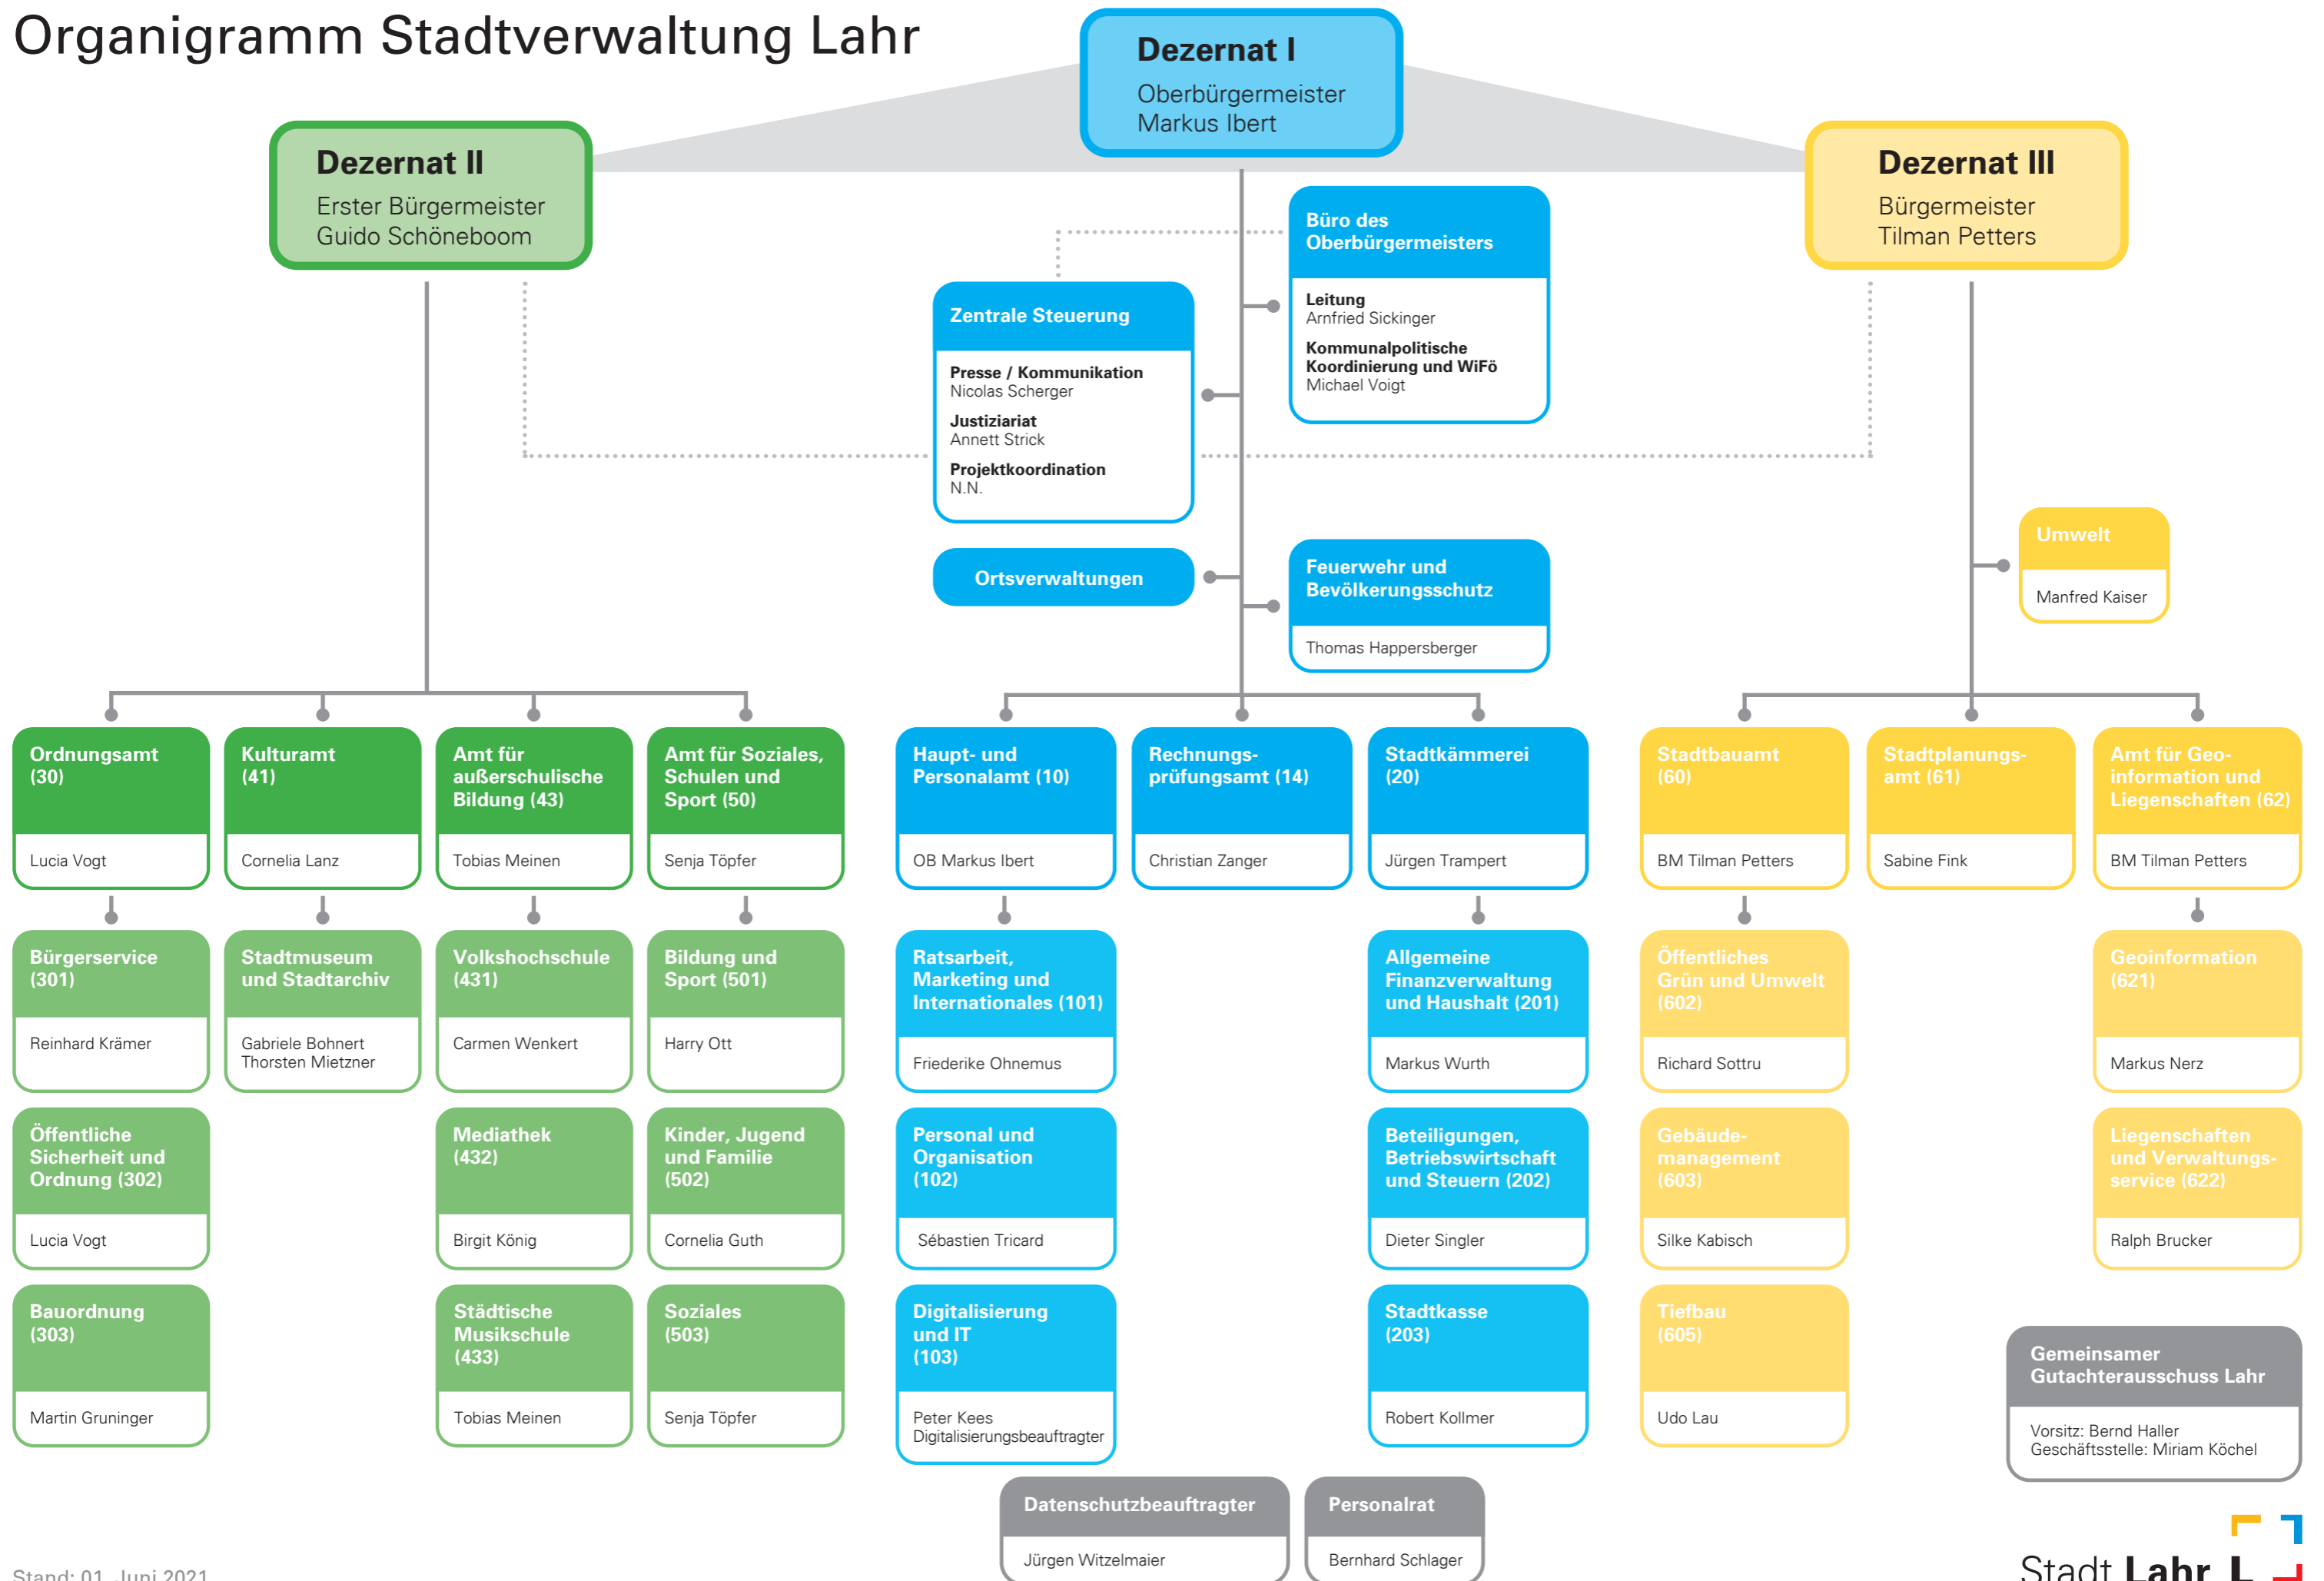 Organigramm Stadtverwaltung Lahr
Dezernat I
Oberbürgermeister
Markus Ibert
Dezernat II
Erster Bürgermeister
Guido Schöneboom
Dezernat III
Bürgermeister
Tilman Petters
Büro des
Oberbürgermeisters
Leitung
Arnfried Sickinger
Kommunalpolitische
Koordinierung und WiFö
Michael Voigt
Zentrale Steuerung
Presse / Kommunikation
Nicolas Scherger
Justiziariat
Annett Strick
Projektkoordination
N.N.
Ortsverwaltungen
Feuerwehr und
Bevölkerungsschutz
Thomas Happersberger
Umwelt
Manfred Kaiser
Ordnungsamt
(30)
Lucia Vogt
Kulturamt
(41)
Cornelia Lanz
Amt für
außerschulische
Bildung (43)
Tobias Meinen
Amt für Soziales,
Schulen und
Sport (50)
Senja Töpfer
Haupt- und
Personalamt (10)
OB Markus Ibert
Rechnungs-
prüfungsamt (14)
Christian Zanger
Stadtkämmerei
(20)
Jürgen Trampert
Stadtbauamt
(60)
BM Tilman Petters
Stadtplanungs-
amt (61)
Sabine Fink
Amt für Geo-
information und
Liegenschaften (62)
BM Tilman Petters
Bürgerservice
(301)
Reinhard Krämer
Stadtmuseum
und Stadtarchiv
Gabriele Bohnert
Thorsten Mietzner
Volkshochschule
(431)
Carmen Wenkert
Bildung und
Sport (501)
Harry Ott
Ratsarbeit,
Marketing und
Internationales (101)
Friederike Ohnemus
Allgemeine
Finanzverwaltung
und Haushalt (201)
Markus Wurth
Öffentliches
Grün und Umwelt
(602)
Richard Sottru
Geoinformation
(621)
Markus Nerz
Öffentliche
Sicherheit und
Ordnung (302)
Lucia Vogt
Mediathek
(432)
Birgit König
Kinder, Jugend
und Familie
(502)
Cornelia Guth
Personal und
Organisation
(102)
Sébastien Tricard
Beteiligungen,
Betriebswirtschaft
und Steuern (202)
Dieter Singler
Gebäude-
management
(603)
Silke Kabisch
Liegenschaften
und Verwaltungs-
service (622)
Ralph Brucker
Bauordnung
(303)
Martin Gruninger
Städtische
Musikschule
(433)
Tobias Meinen
Soziales
(503)
Senja Töpfer
Digitalisierung
und IT
(103)
Peter Kees
Digitalisierungsbeauftragter
Stadtkasse
(203)
Robert Kollmer
Tiefbau
(605)
Udo Lau
Gemeinsamer
Gutachterausschuss Lahr
Vorsitz: Bernd Haller
Geschäftsstelle: Miriam Köchel
Datenschutzbeauftragter
Jürgen Witzelmaier
Personalrat
Bernhard Schlager
Stand: 01. Juni 2021
Stadt Lahr L